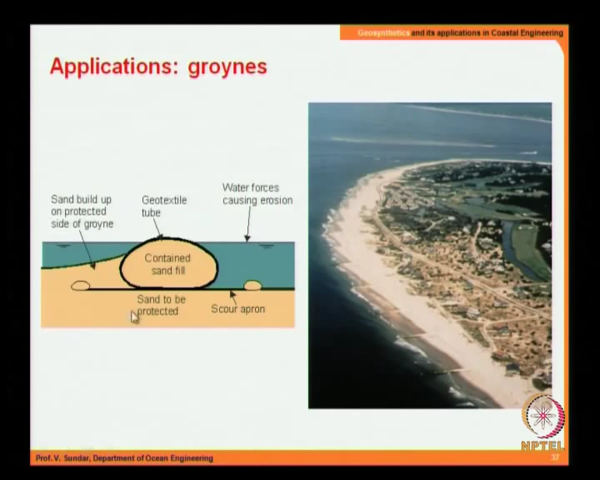 Geosynthetics and its applications in Coastal Engineering
Applications: groynes
Sand build up
on protected
side of groyne
Geotextile
tube
Water forces
causing erosion
Contained
sand fill
Sand to be
protected
Scour apron
NPTEL
Prof. V. Sundar, Department of Ocean Engineering
37